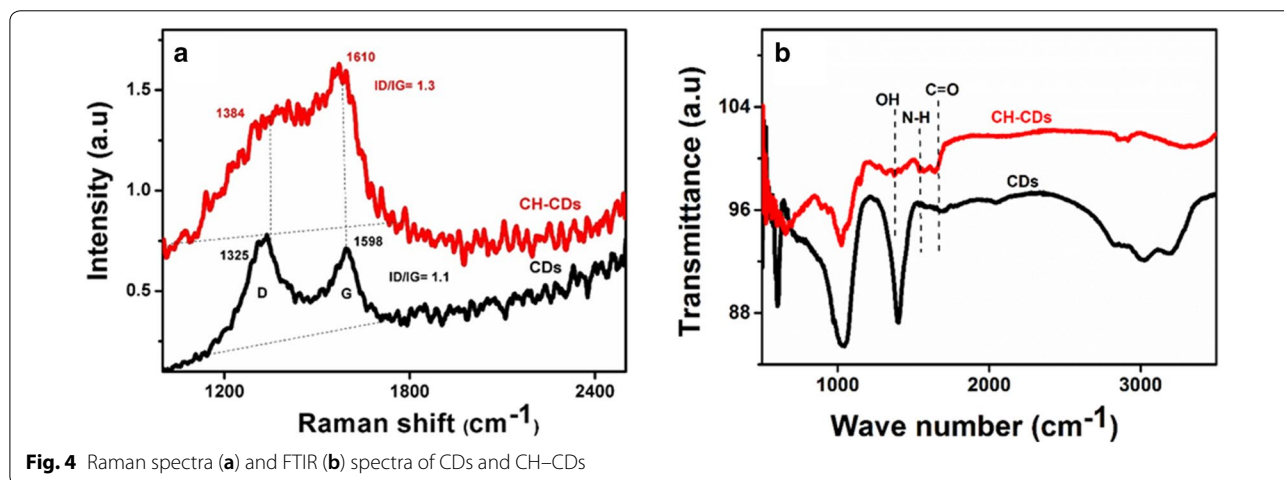 a
1610
ID/IG= 1.3
1384
CH-CDs
1325
1598
D
G
ID/IG= 1.1
CDs
1.5
1.0
0.5
Intensity (a.u)
1200
1800
2400
Raman shift (cm-1)
b
OH
N-H
C=O
CH-CDs
CDs
104
96
88
Transmittance (a.u)
1000
2000
3000
Wave number (cm-1)
Fig. 4 Raman spectra (a) and FTIR (b) spectra of CDs and CH–CDs